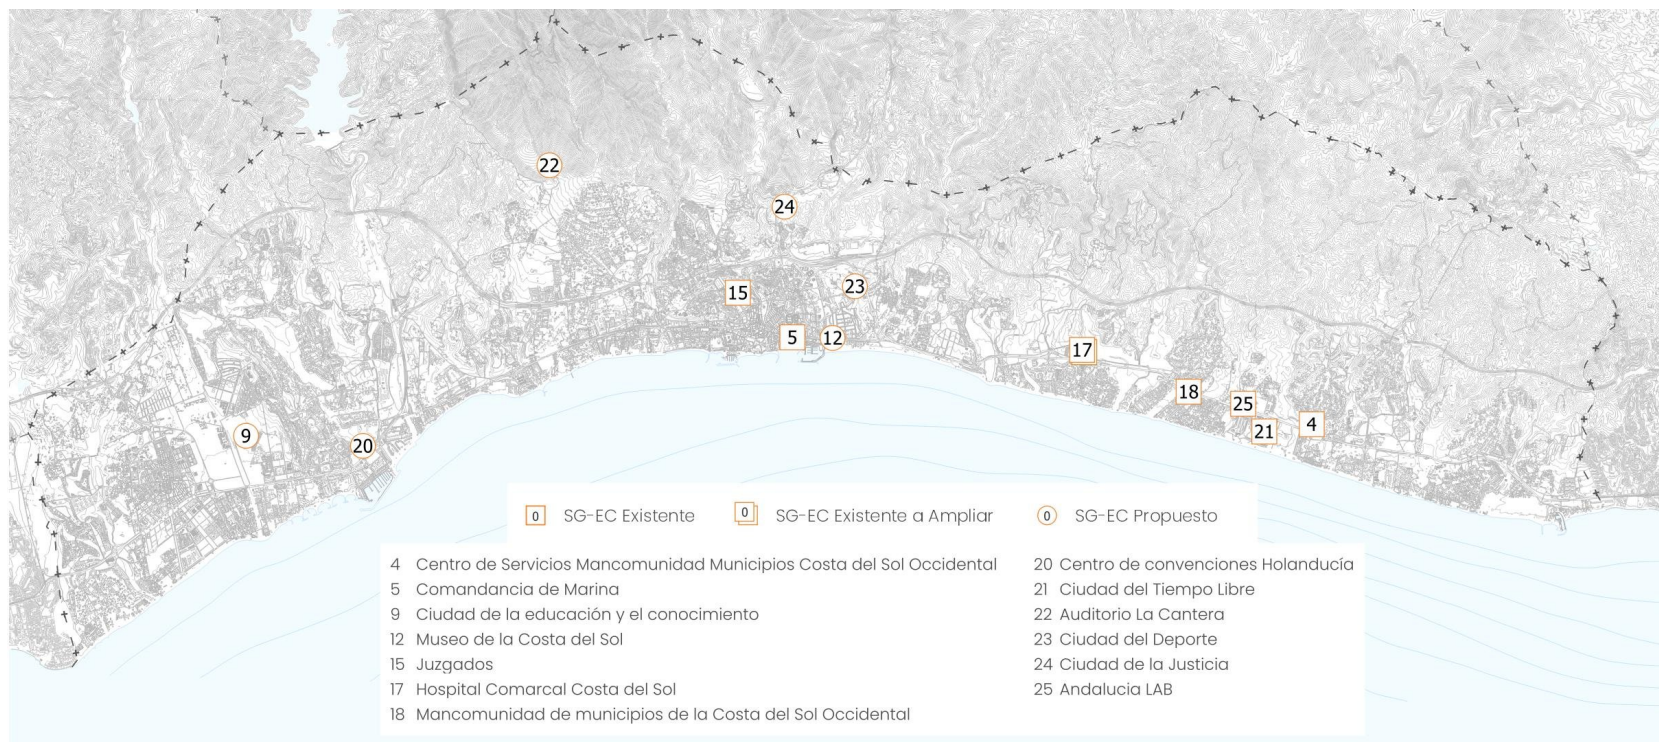 22
24
15
23
5
12
17
18
25
21
4
9
20
0 SG-EC Existente
0 SG-EC Existente a Ampliar
0 SG-EC Propuesto
4 Centro de Servicios Mancomunidad Municipios Costa del Sol Occidental
5 Comandancia de Marina
9 Ciudad de la educación y el conocimiento
12 Museo de la Costa del Sol
15 Juzgados
17 Hospital Comarcal Costa del Sol
18 Mancomunidad de municipios de la Costa del Sol Occidental
20 Centro de convenciones Holanducía
21 Ciudad del Tiempo Libre
22 Auditorio La Cantera
23 Ciudad del Deporte
24 Ciudad de la Justicia
25 Andalucia LAB